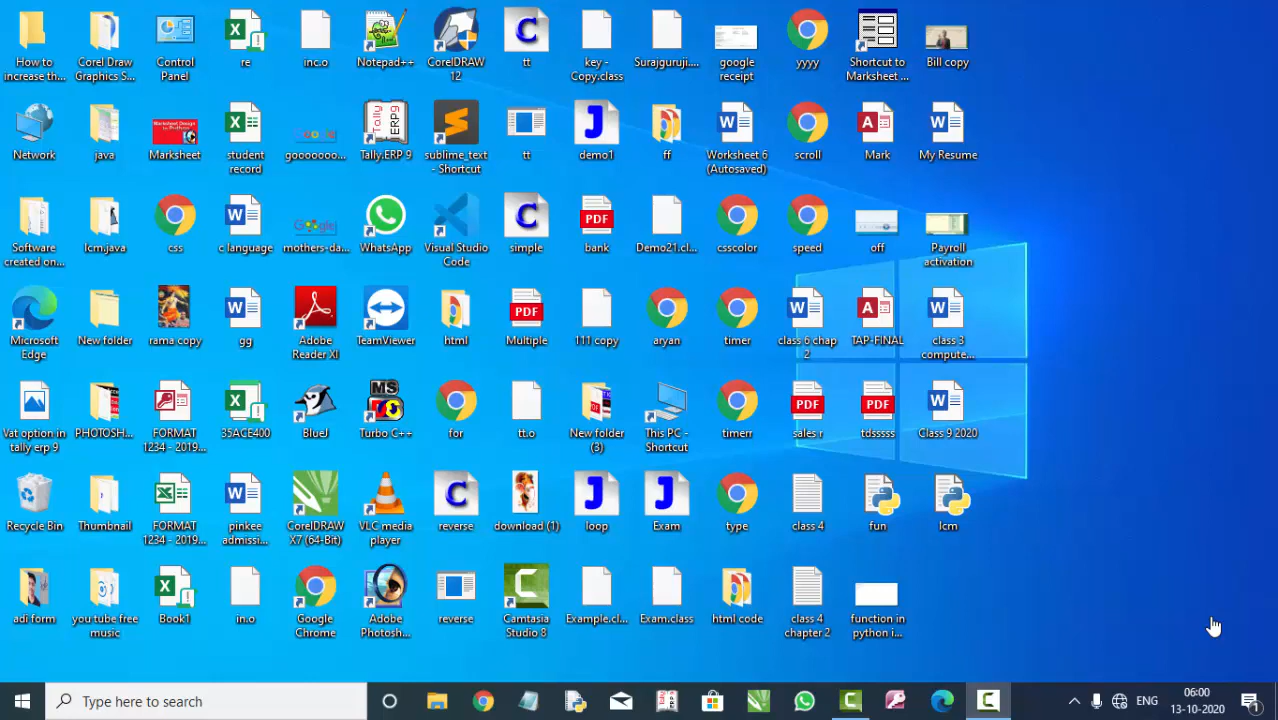 How to
increase th...
Corel Draw
Graphics S...
Control
Panel
re
inc.o
Notepad++
CorelDRAW
12
tt
key -
Copy.class
Surajguruji....
google
receipt
yyyy
Shortcut to
Marksheet ...
Bill copy
Network
java
Marksheet
student
record
gooooooo...
Tally.ERP 9
sublime_text
- Shortcut
tt
demo1
ff
Worksheet 6
(Autosaved)
scroll
Mark
My Resume
Software
created on...
lcm.java
css
c language
mothers-da...
WhatsApp
Visual Studio
Code
simple
bank
Demo21.cl...
csscolor
speed
off
Payroll
activation
Microsoft
Edge
New folder
rama copy
gg
Adobe
Reader XI
TeamViewer
html
Multiple
111 copy
aryan
timer
class 6 chap
2
TAP-FINAL
class 3
compute...
Vat option in
tally erp 9
PHOTOSH...
FORMAT
1234 - 2019...
35ACE400
BlueJ
Turbo C++
for
tt.o
New folder
(3)
This PC -
Shortcut
timerr
sales r
tdsssss
Class 9 2020
Recycle Bin
Thumbnail
FORMAT
1234 - 2019...
pinkee
admissi...
CorelDRAW
X7 (64-Bit)
VLC media
player
reverse
download (1)
loop
Exam
type
class 4
fun
lcm
adi form
you tube free
music
Book1
in.o
Google
Chrome
Adobe
Photosh...
reverse
Camtasia
Studio 8
Example.cl...
Exam.class
html code
class 4
chapter 2
function in
python i...
Type here to search
ENG
06:00
13-10-2020